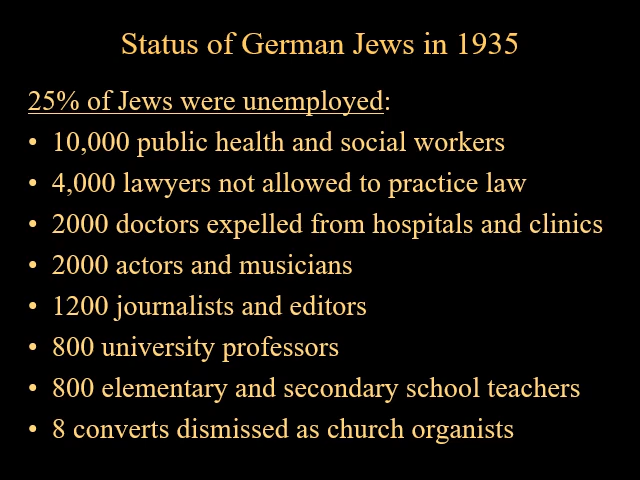 Status of German Jews in 1935
25% of Jews were unemployed:
• 10,000 public health and social workers
• 4,000 lawyers not allowed to practice law
• 2000 doctors expelled from hospitals and clinics
• 2000 actors and musicians
• 1200 journalists and editors
• 800 university professors
• 800 elementary and secondary school teachers
• 8 converts dismissed as church organists